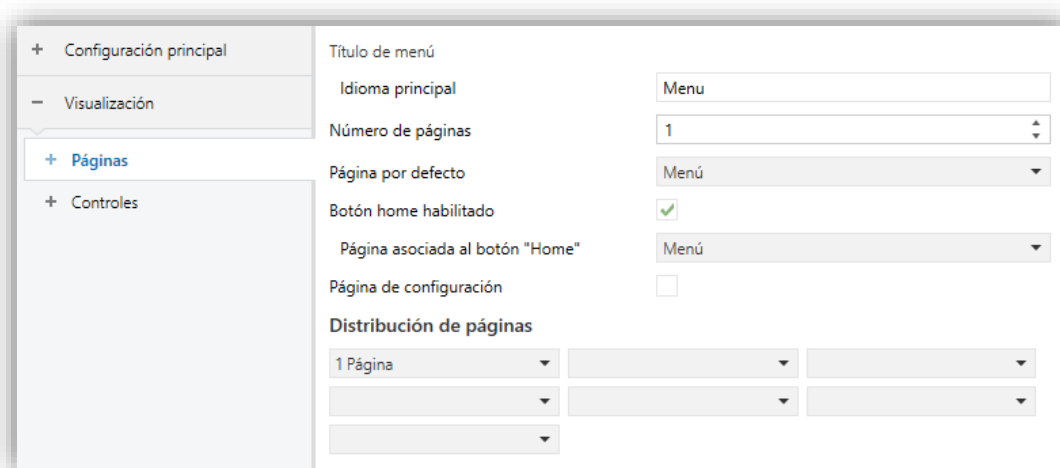 + Configuración principal
− Visualización
+ Páginas
+ Controles
Título de menú
Idioma principal Menu
Número de páginas 1
Página por defecto Menú
Botón home habilitado
Página asociada al botón "Home" Menú
Página de configuración
Distribución de páginas
1 Página